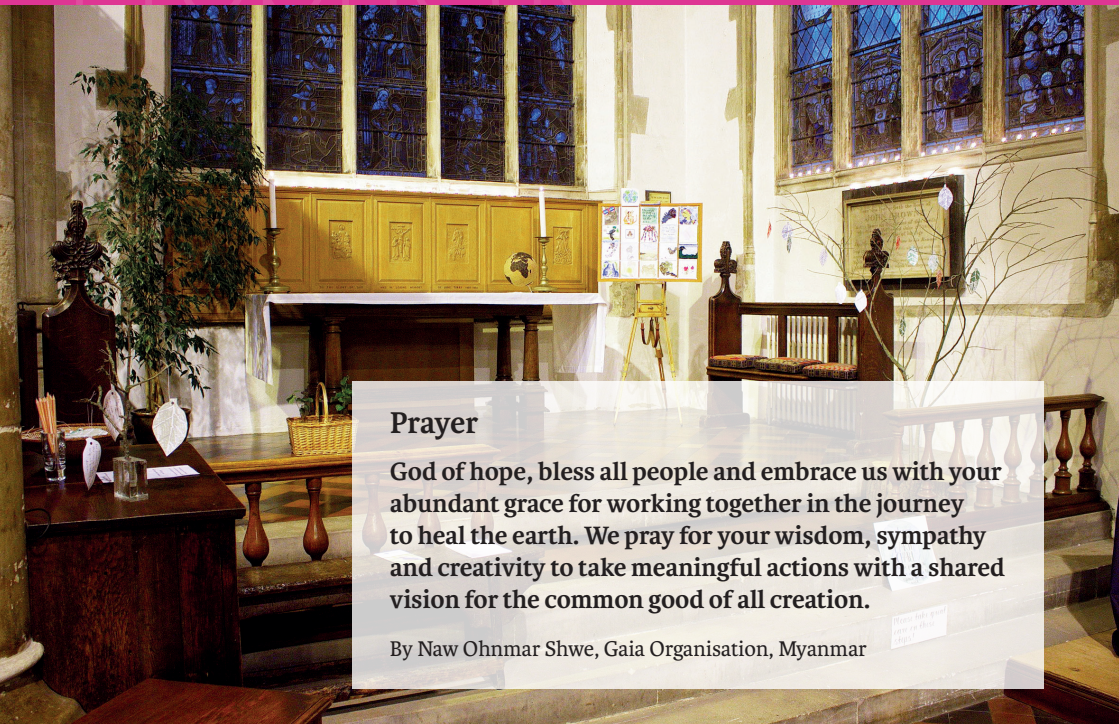 Prayer
God of hope, bless all people and embrace us with your
abundant grace for working together in the journey
to heal the earth. We pray for your wisdom, sympathy
and creativity to take meaningful actions with a shared
vision for the common good of all creation.
By Naw Ohnmar Shwe, Gaia Organisation, Myanmar